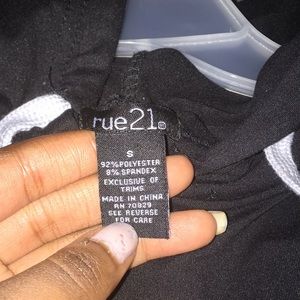 rue21®
S
92% POLYESTER
8% SPANDEX
EXCLUSIVE OF
TRIMS
MADE IN CHINA
RN 70829
SEE REVERSE
FOR CARE